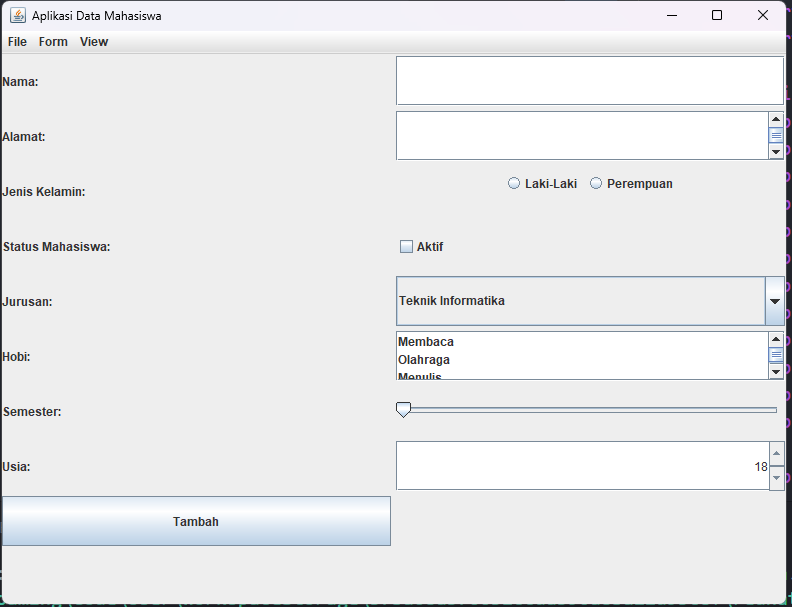 Aplikasi Data Mahasiswa
File Form View
Nama:
Alamat:
Jenis Kelamin: Laki-Laki Perempuan
Status Mahasiswa: Aktif
Jurusan: Teknik Informatika
Hobi: Membaca
Olahraga
Menulis
Semester:
Usia: 18
Tambah